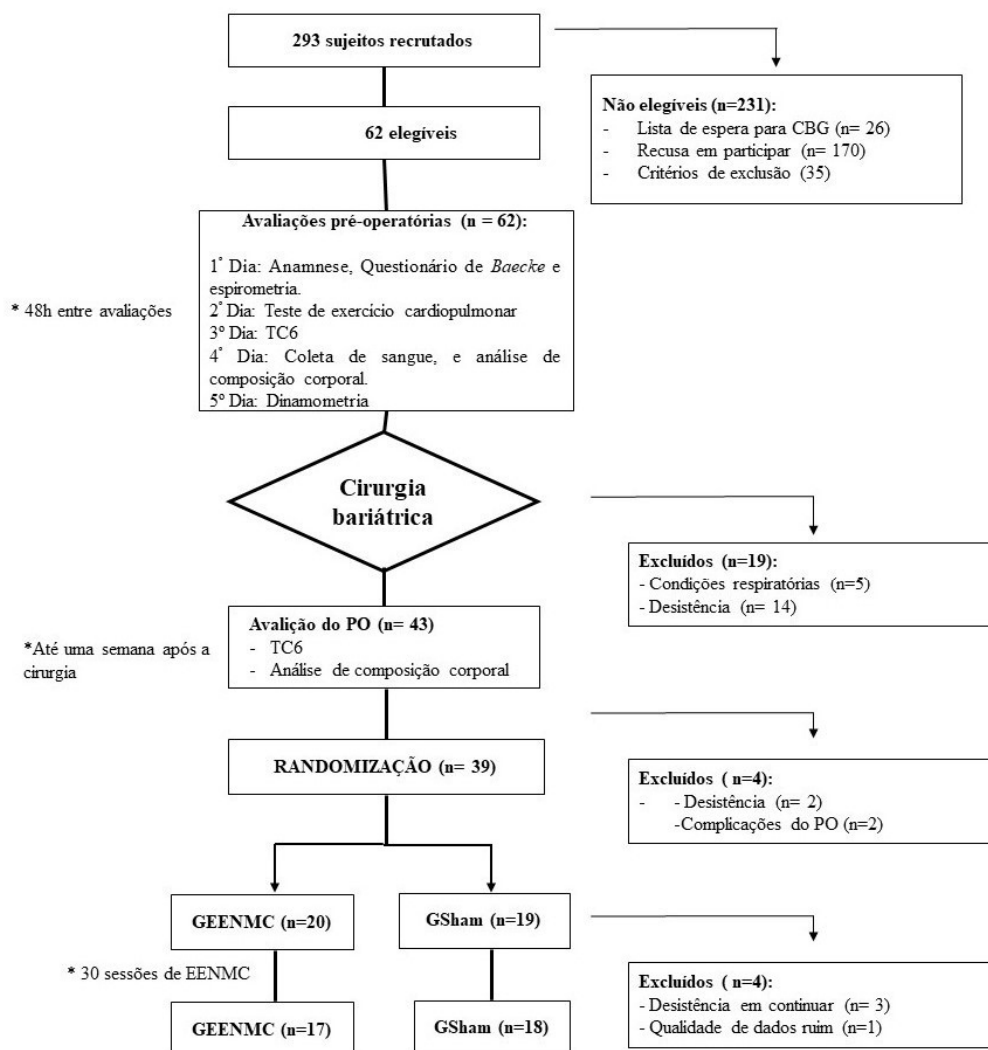 293 sujeitos recrutados
Não elegíveis (n=231):
- Lista de espera para CBG (n= 26)
- Recusa em participar (n= 170)
- Critérios de exclusão (35)
62 elegíveis
Avaliações pré-operatórias (n = 62):
1° Dia: Anamnese, Questionário de Baecke e
espirometria.
2° Dia: Teste de exercício cardiopulmonar
3º Dia: TC6
4° Dia: Coleta de sangue, e análise de
composição corporal.
5º Dia: Dinamometria
* 48h entre avaliações
Cirurgia
bariátrica
Excluídos (n=19):
- Condições respiratórias (n=5)
- Desistência (n= 14)
Avalição do PO (n= 43)
- TC6
- Análise de composição corporal
*Até uma semana após a
cirurgia
RANDOMIZAÇÃO (n= 39)
Excluídos ( n=4):
- - Desistência (n= 2)
-Complicações do PO (n=2)
GEENMC (n=20)
GSham (n=19)
* 30 sessões de EENMC
Excluídos ( n=4):
- Desistência em continuar (n= 3)
- Qualidade de dados ruim (n=1)
GEENMC (n=17)
GSham (n=18)